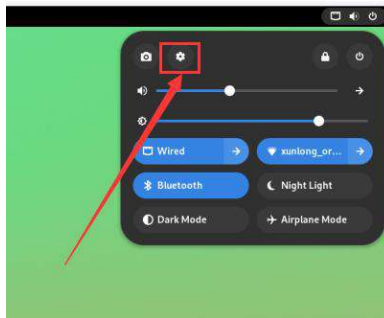 Wired
xunlong_or...
Bluetooth
Night Light
Dark Mode
Airplane Mode